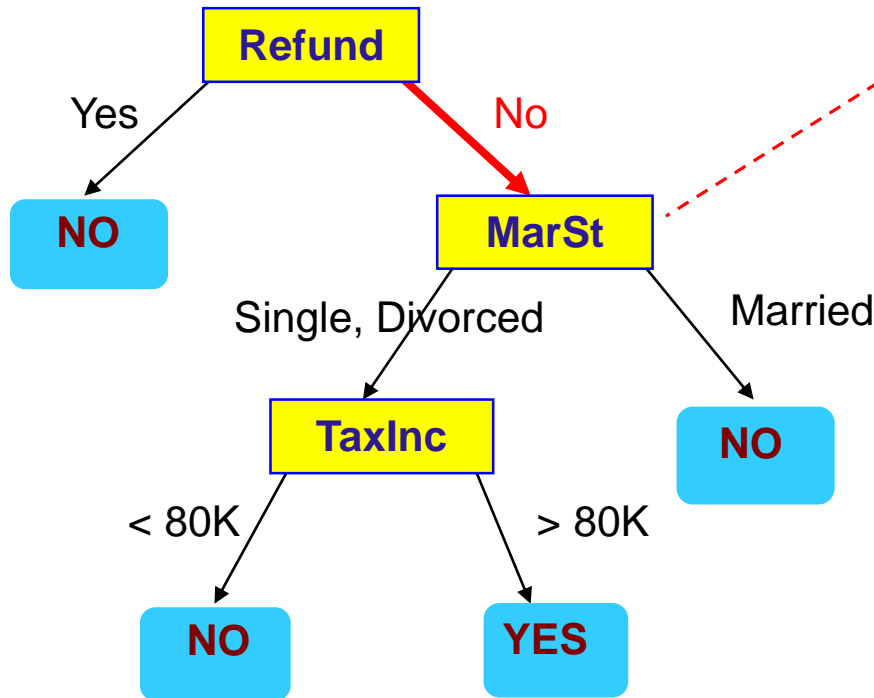 Refund
Yes
No
NO
MarSt
Single, Divorced
Married
TaxInc
NO
< 80K
> 80K
NO
YES